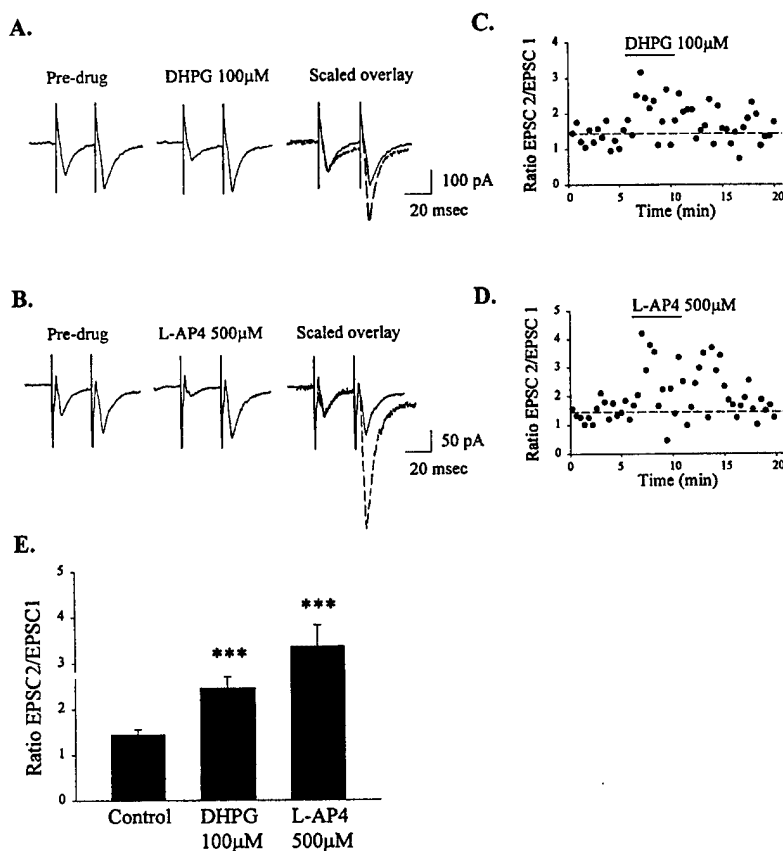 A.
Pre-drug DHPG 100µM Scaled overlay
100 pA
20 msec
B.
Pre-drug L-AP4 500µM Scaled overlay
50 pA
20 msec
C.
DHPG 100µM
Ratio EPSC 2/EPSC 1
4
3
2
1
0
0 5 10 15 20
Time (min)
D.
L-AP4 500µM
Ratio EPSC 2/EPSC 1
5
4
3
2
1
0
0 5 10 15 20
Time (min)
E.
Ratio EPSC2/EPSC1
5
4
3
2
1
0
***
***
Control DHPG L-AP4
100µM 500µM